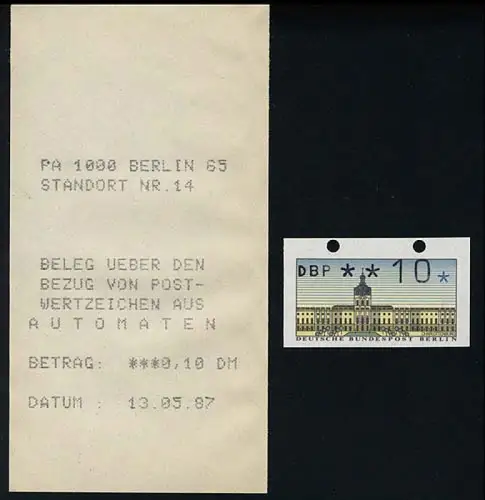 PA 1000 BERLIN 65
STANDORT NR.14
BELEG UEBER DEN
BEZUG VON POST-
WERTZEICHEN AUS
A U T O M A T E N
BETRAG: ***0,10 DM
DATUM : 13.05.87
DBP ** 10*
DEUTSCHE BUNDESPOST BERLIN